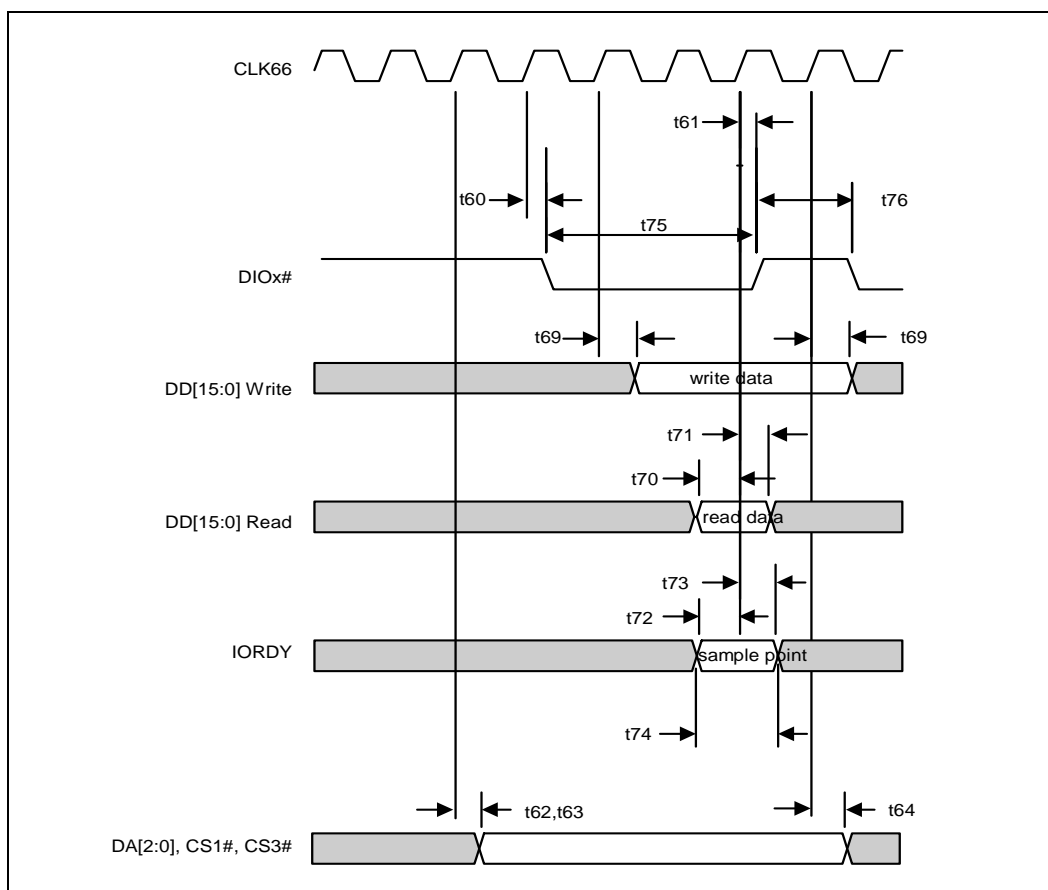 CLK66
t61
t60
t75
t76
DIOx#
t69
t69
write data
DD[15:0] Write
t71
t70
read data
DD[15:0] Read
t73
t72
IORDY
sample point
t74
t62,t63
t64
DA[2:0], CS1#, CS3#